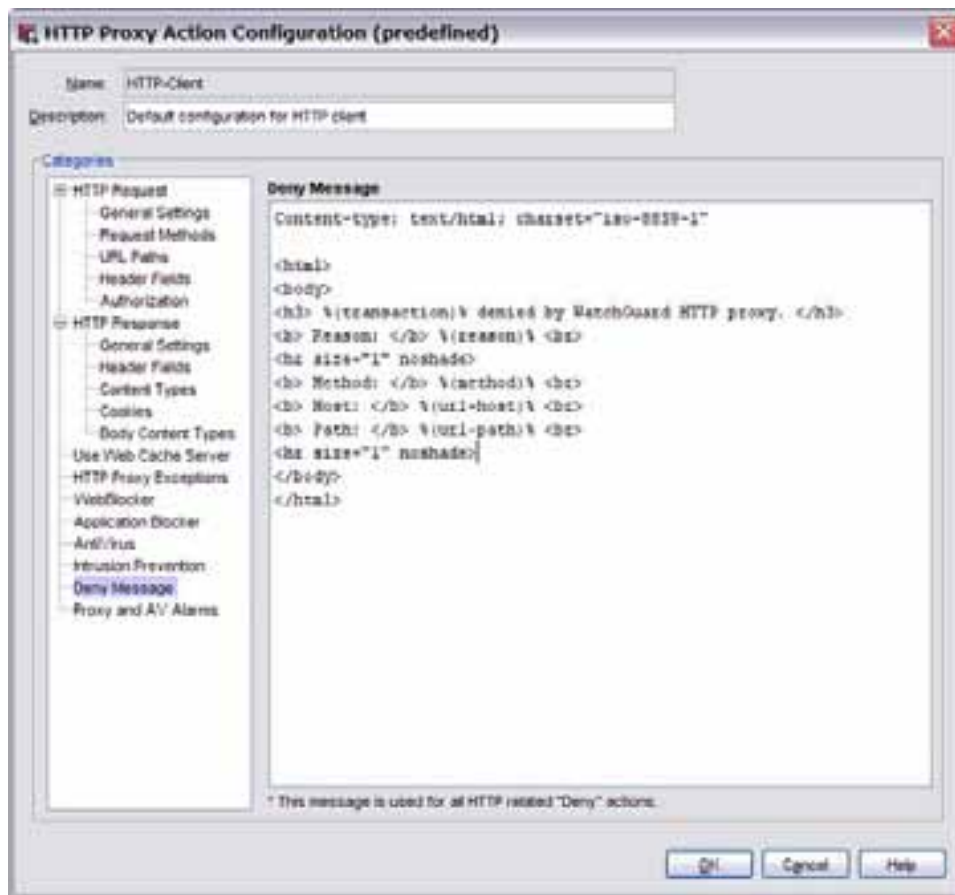 HTTP Proxy Action Configuration (predefined)
Name: HTTP-Client
Description: Default configuration for HTTP client
Categories
HTTP Request
General Settings
Request Methods
URL Paths
Header Fields
Authorization
HTTP Response
General Settings
Header Fields
Content Types
Cookies
Body Content Types
Use Web Cache Server
HTTP Proxy Exceptions
WebBlocker
Application Blocker
AntiVirus
Intrusion Prevention
Deny Message
Proxy and AV Alarms
Deny Message
Content-type: text/html; charset="iso-8859-1"
<html>
<body>
<h3> %(transaction)% denied by WatchGuard HTTP proxy. </h3>
<b> Reason: </b> %(reason)% <br>
<hr size="1" noshade>
<b> Method: </b> %(method)% <br>
<b> Host: </b> %(url-host)% <br>
<b> Path: </b> %(url-path)% <br>
<hr size="1" noshade>
</body>
</html>
* This message is used for all HTTP related "Deny" actions.
OK Cancel Help